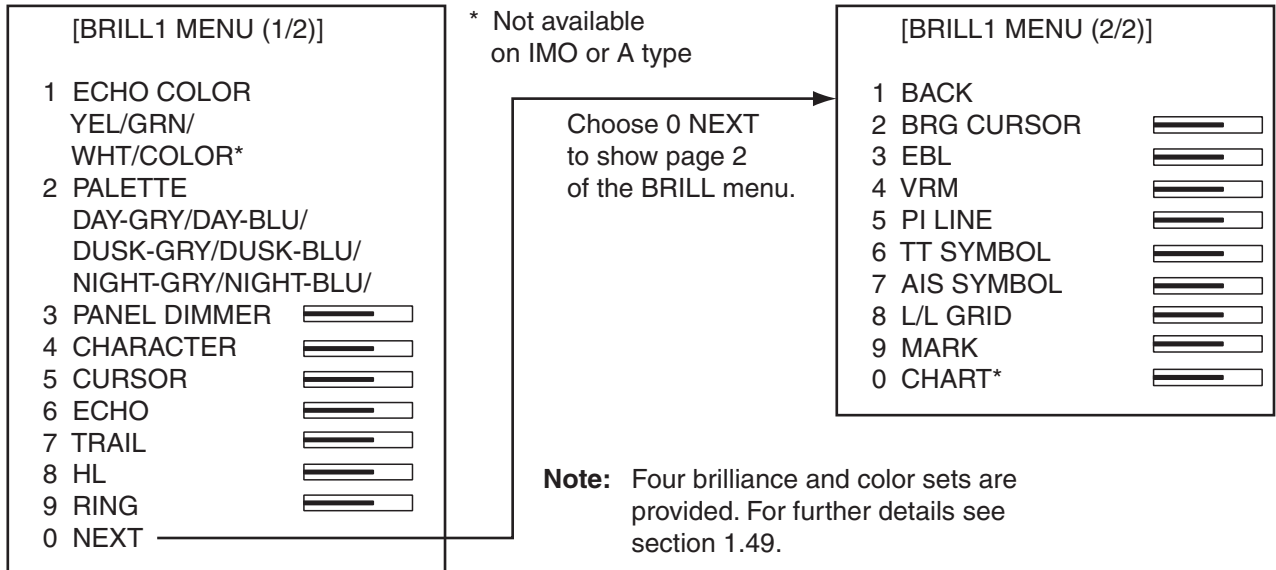 [BRILL1 MENU (1/2)]
1 ECHO COLOR
YEL/GRN/
WHT/COLOR*
2 PALETTE
DAY-GRY/DAY-BLU/
DUSK-GRY/DUSK-BLU/
NIGHT-GRY/NIGHT-BLU/
3 PANEL DIMMER
4 CHARACTER
5 CURSOR
6 ECHO
7 TRAIL
8 HL
9 RING
0 NEXT
* Not available
on IMO or A type
Choose 0 NEXT
to show page 2
of the BRILL menu.
[BRILL1 MENU (2/2)]
1 BACK
2 BRG CURSOR
3 EBL
4 VRM
5 PI LINE
6 TT SYMBOL
7 AIS SYMBOL
8 L/L GRID
9 MARK
0 CHART*
Note: Four brilliance and color sets are
provided. For further details see
section 1.49.